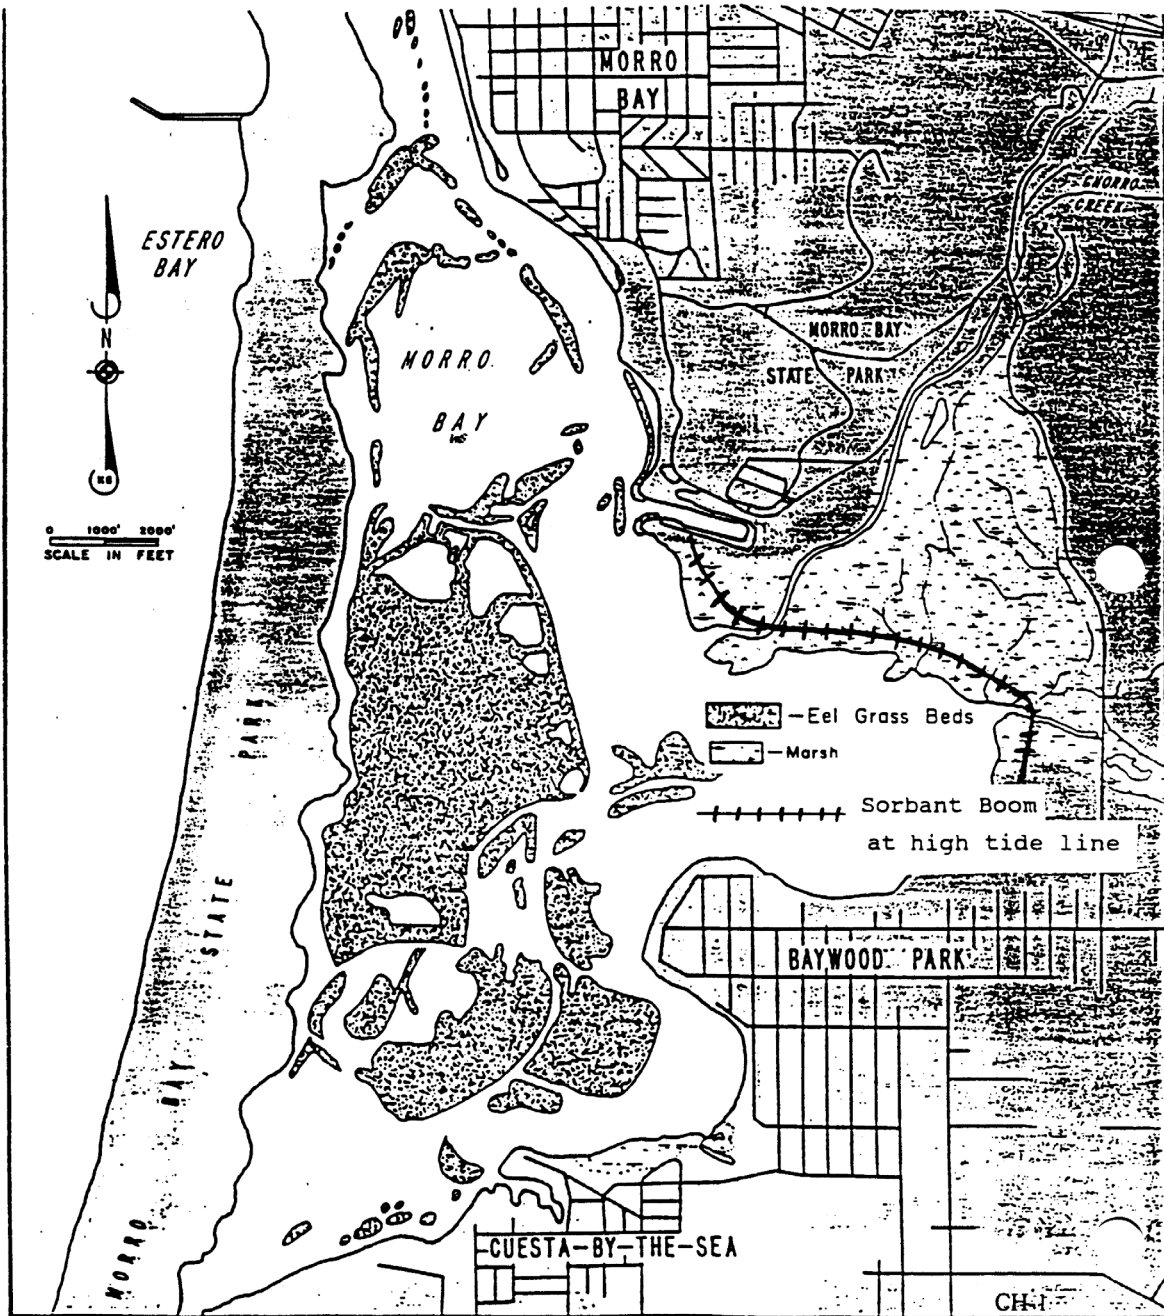 MORRO
BAY
CHORRO
CREEK
ESTERO
BAY
N
MORRO
BAY
MORRO BAY
STATE PARK
KS
0 1000' 2000'
SCALE IN FEET
—Eel Grass Beds
—Marsh
Sorbant Boom
at high tide line
MORRO BAY STATE PARK
BAYWOOD PARK
CUESTA-BY-THE-SEA